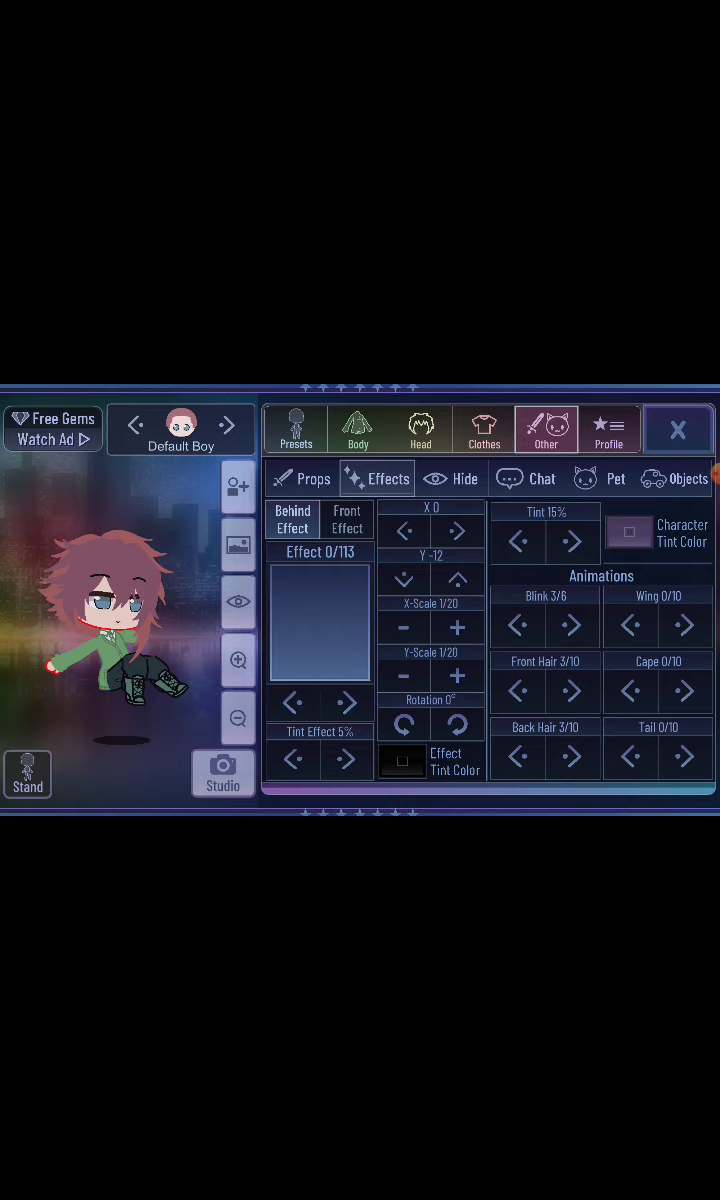 Free Gems
Watch Ad
Default Boy
Stand
Studio
Presets
Body
Head
Clothes
Other
Profile
X
Props
Effects
Hide
Chat
Pet
Objects
Behind
Effect
Front
Effect
Effect 0/113
Tint Effect 5%
X 0
Y -12
X-Scale 1/20
Y-Scale 1/20
Rotation 0°
Effect
Tint Color
Tint 15%
Character
Tint Color
Animations
Blink 3/6
Wing 0/10
Front Hair 3/10
Cape 0/10
Back Hair 3/10
Tail 0/10